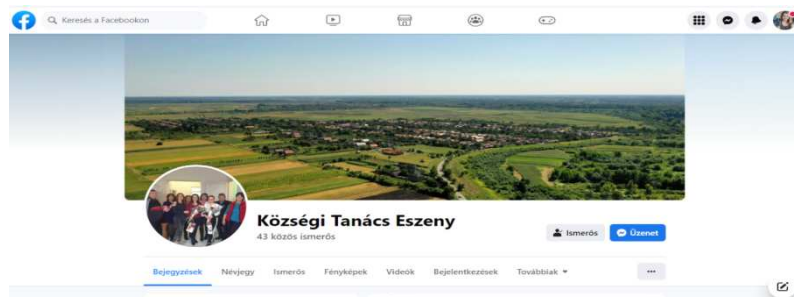 Keresés a Facebookon
Községi Tanács Eszeny
43 közös ismerős
Ismerős
Üzenet
Bejegyzések Névjegy Ismerős Fényképek Videók Bejelentkezések Továbbiak